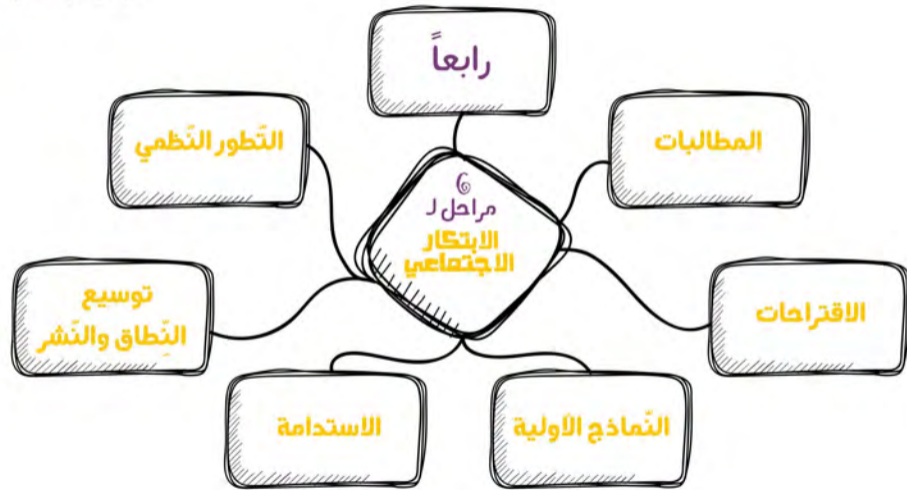 رابعاً
6
مراحل لـ
الابتكار
الاجتماعي
المطالبات
الاقتراحات
النّماذج الأولية
الاستدامة
توسيع
النّطاق والنّشر
التّطور النّظمي